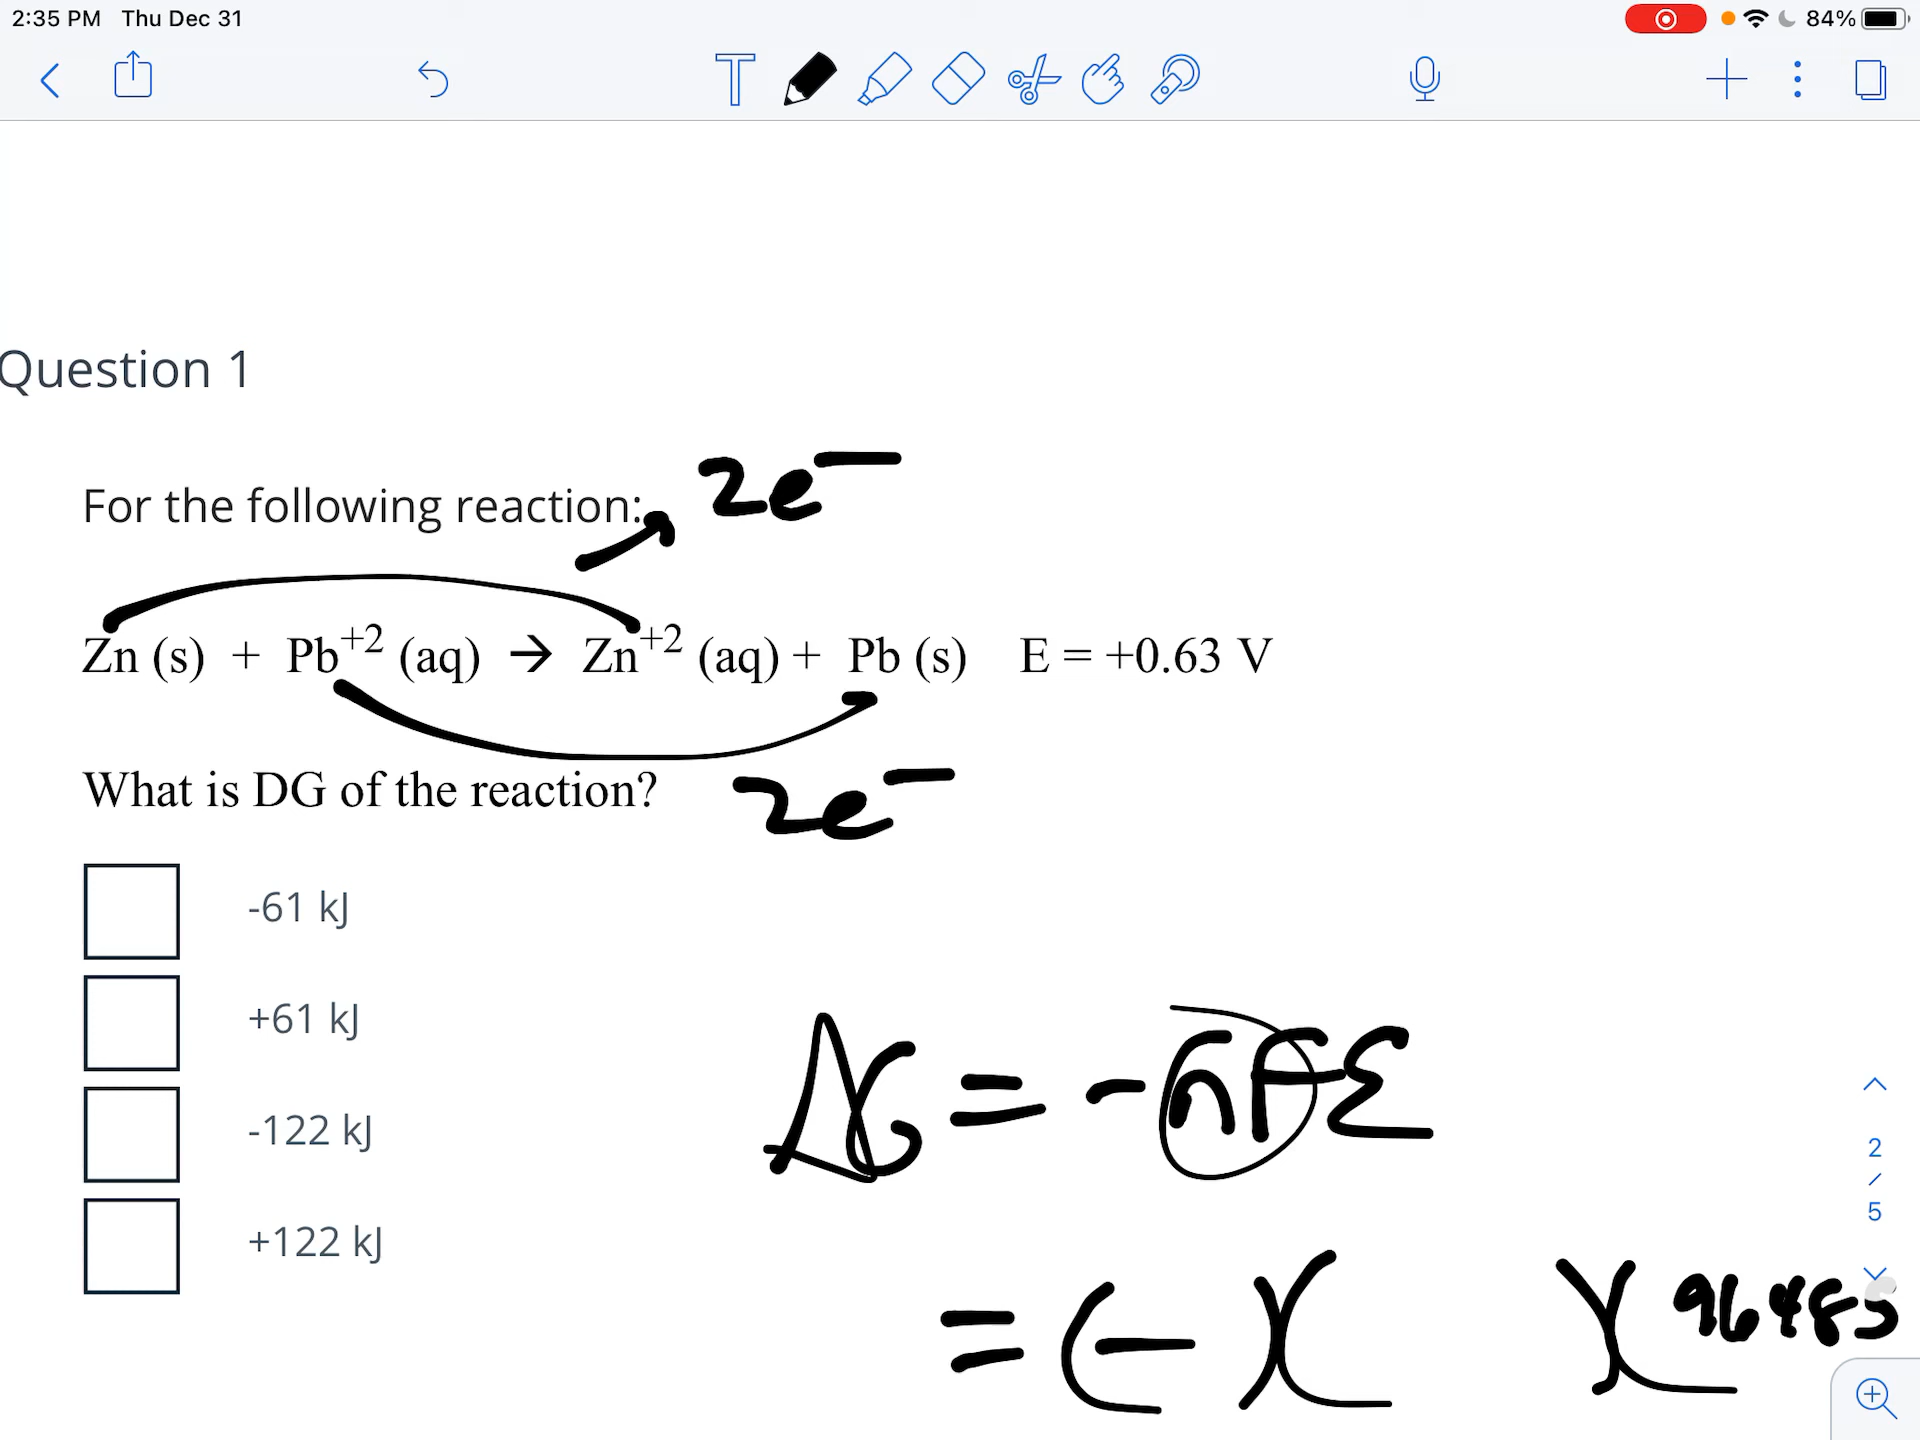 2:35 PM Thu Dec 31 84%
T
Question 1
For the following reaction: 2e⁻
Zn (s) + Pb⁺² (aq) → Zn⁺² (aq) + Pb (s) E = +0.63 V
What is DG of the reaction? 2e⁻
-61 kJ
+61 kJ
-122 kJ
+122 kJ
ΔG = -nFE
2
/
5
= (- )( )( 96485